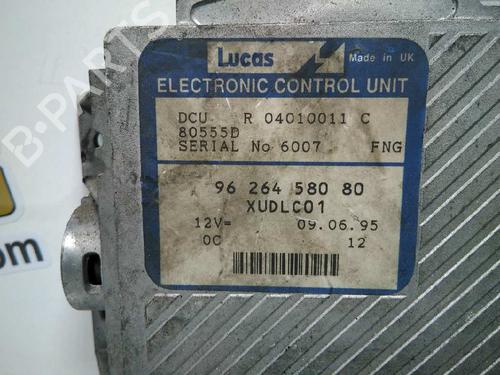 Lucas
Made in UK
ELECTRONIC CONTROL UNIT
DCU R 04010011 C
80555D
SERIAL No 6007 FNG
96 264 580 80
XUDLC01
12V= 09.06.95
0C 12
B-PARTS
.com